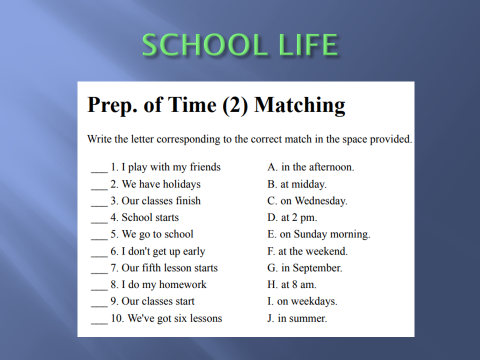 SCHOOL LIFE
Prep. of Time (2) Matching
Write the letter corresponding to the correct match in the space provided.
___ 1. I play with my friends A. in the afternoon.
___ 2. We have holidays B. at midday.
___ 3. Our classes finish C. on Wednesday.
___ 4. School starts D. at 2 pm.
___ 5. We go to school E. on Sunday morning.
___ 6. I don't get up early F. at the weekend.
___ 7. Our fifth lesson starts G. in September.
___ 8. I do my homework H. at 8 am.
___ 9. Our classes start I. on weekdays.
___ 10. We've got six lessons J. in summer.